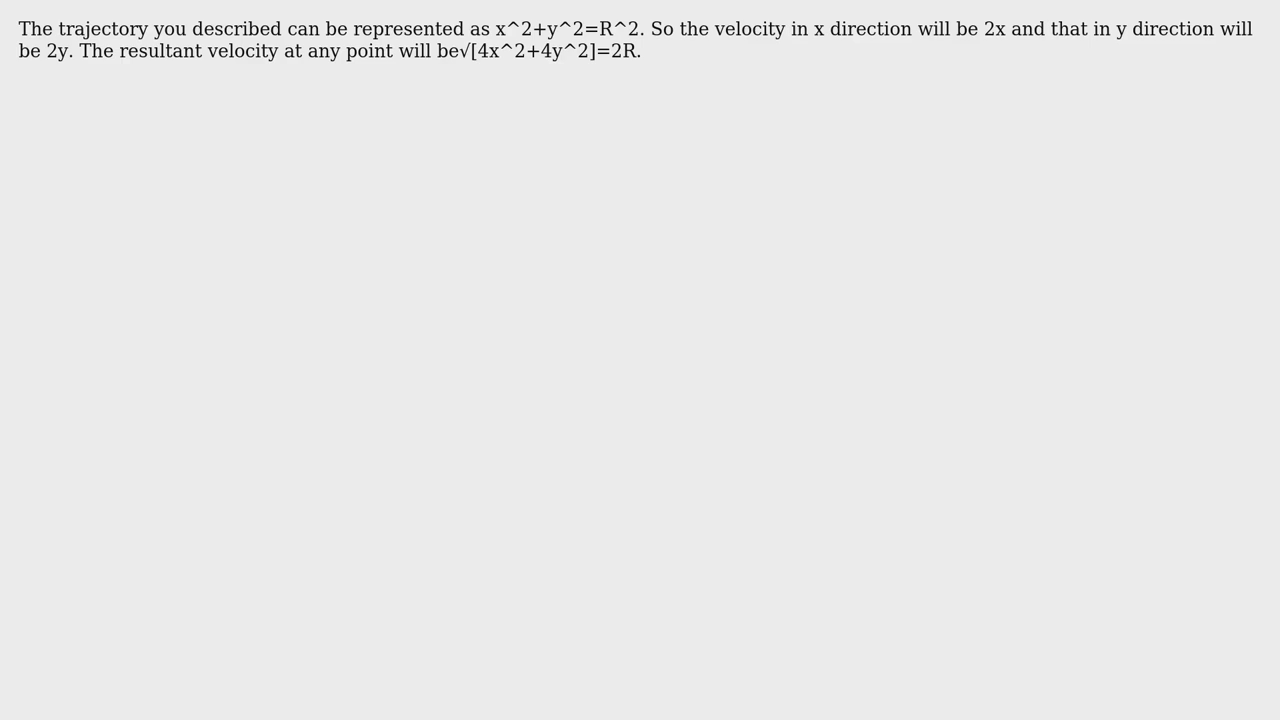 The trajectory you described can be represented as x^2+y^2=R^2. So the velocity in x direction will be 2x and that in y direction will
be 2y. The resultant velocity at any point will be√[4x^2+4y^2]=2R.